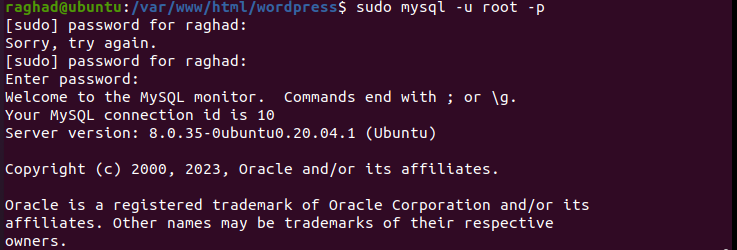 raghad@ubuntu:/var/www/html/wordpress$ sudo mysql -u root -p
[sudo] password for raghad:
Sorry, try again.
[sudo] password for raghad:
Enter password:
Welcome to the MySQL monitor.  Commands end with ; or \g.
Your MySQL connection id is 10
Server version: 8.0.35-0ubuntu0.20.04.1 (Ubuntu)

Copyright (c) 2000, 2023, Oracle and/or its affiliates.

Oracle is a registered trademark of Oracle Corporation and/or its
affiliates. Other names may be trademarks of their respective
owners.